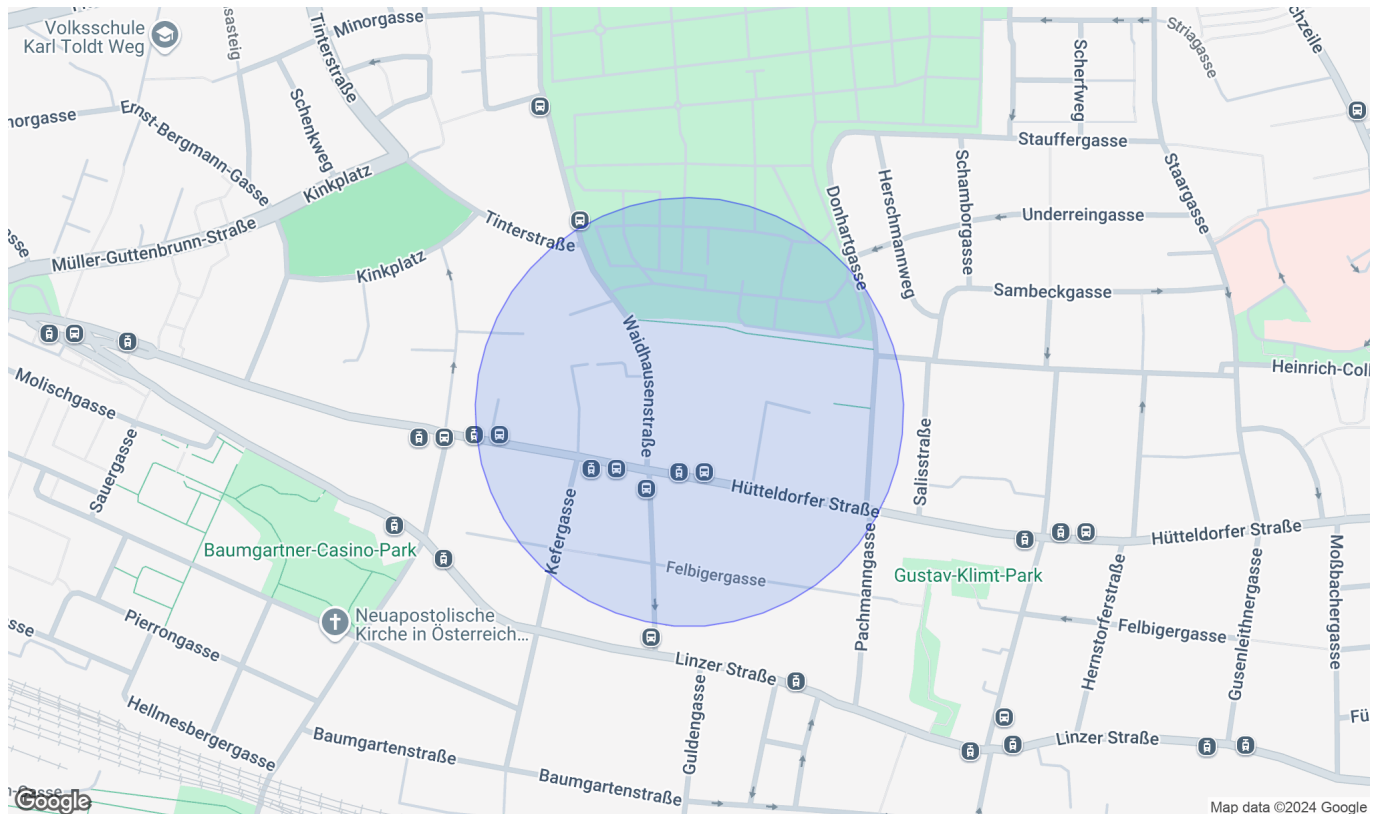 Volksschule
Karl Toldt Weg
Tinterstraße
Minorgasse
Schenkweg
Ernst-Bergmann-Gasse
Kinkplatz
Müller-Guttenbrunn-Straße
Kinkplatz
Tinterstraße
Striagasse
Scherfweg
Stauffergasse
Staargasse
Donhartgasse
Herschmannweg
Schamborgasse
Underreingasse
Sambeckgasse
Waidhausenstraße
Molischgasse
Sauergasse
Baumgartner-Casino-Park
Kefergasse
Hütteldorfer Straße
Salisstraße
Heinrich-Coll
Hütteldorfer Straße
Felbigergasse
Pachmanngasse
Gustav-Klimt-Park
Felbigergasse
Hernstorferstraße
Gusenleithnergasse
Moßbachergasse
Neuapostolische
Kirche in Österreich...
Pierrongasse
Hellmesbergergasse
Linzer Straße
Guldengasse
Linzer Straße
Baumgartenstraße
Baumgartenstraße
Google
Map data ©2024 Google